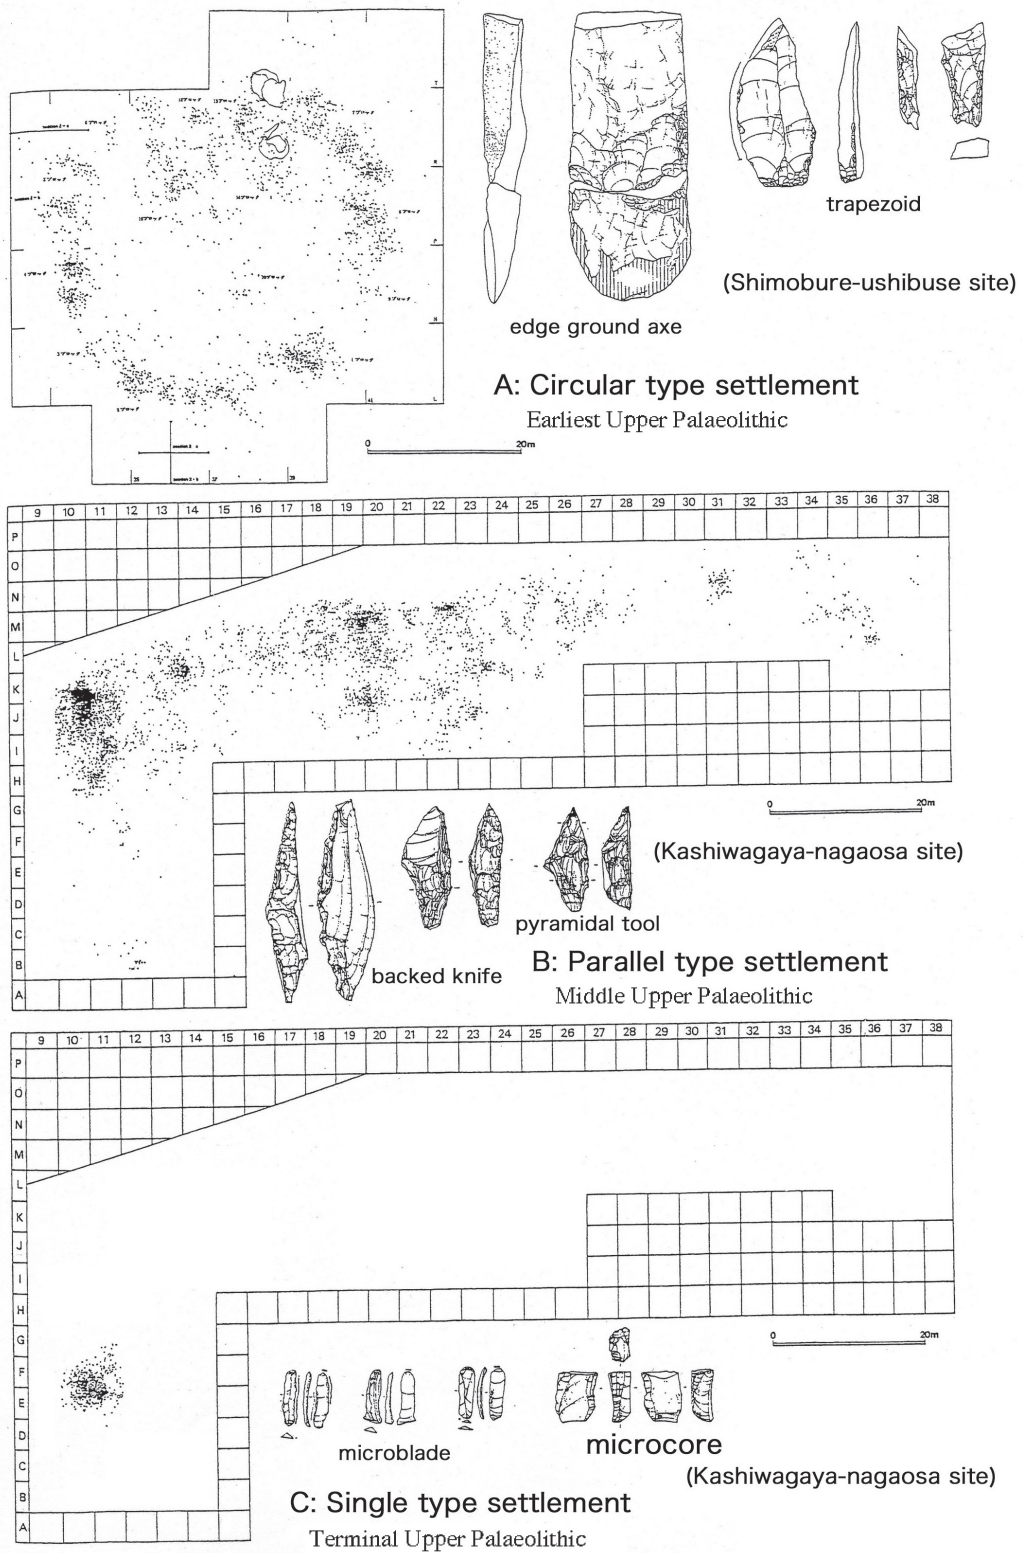 trapezoid
(Shimobure-ushibuse site)
edge ground axe
A: Circular type settlement
Earliest Upper Palaeolithic
0 20m
9 10 11 12 13 14 15 16 17 18 19 20 21 22 23 24 25 26 27 28 29 30 31 32 33 34 35 36 37 38
P
O
N
M
L
K
J
I
H
G
F
E
D
C
B
A
0 20m
(Kashiwagaya-nagaosa site)
pyramidal tool
backed knife
B: Parallel type settlement
Middle Upper Palaeolithic
9 10 11 12 13 14 15 16 17 18 19 20 21 22 23 24 25 26 27 28 29 30 31 32 33 34 35 36 37 38
P
O
N
M
L
K
J
I
H
G
F
E
D
C
B
A
0 20m
microblade
microcore
(Kashiwagaya-nagaosa site)
C: Single type settlement
Terminal Upper Palaeolithic